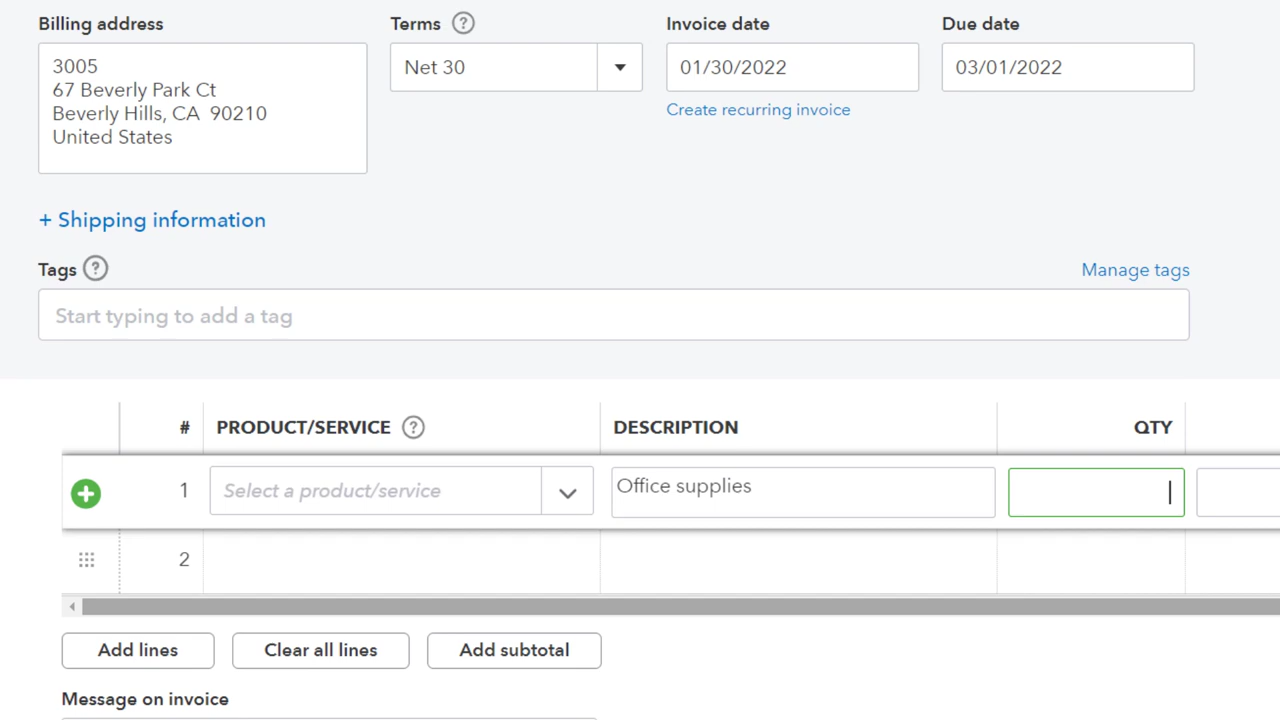 Billing address
Terms ?
Invoice date
Due date
3005
67 Beverly Park Ct
Beverly Hills, CA  90210
United States
Net 30
01/30/2022
03/01/2022
Create recurring invoice
+ Shipping information
Tags ?
Manage tags
Start typing to add a tag
# PRODUCT/SERVICE ? DESCRIPTION QTY
1 Select a product/service Office supplies
2
Add lines Clear all lines Add subtotal
Message on invoice